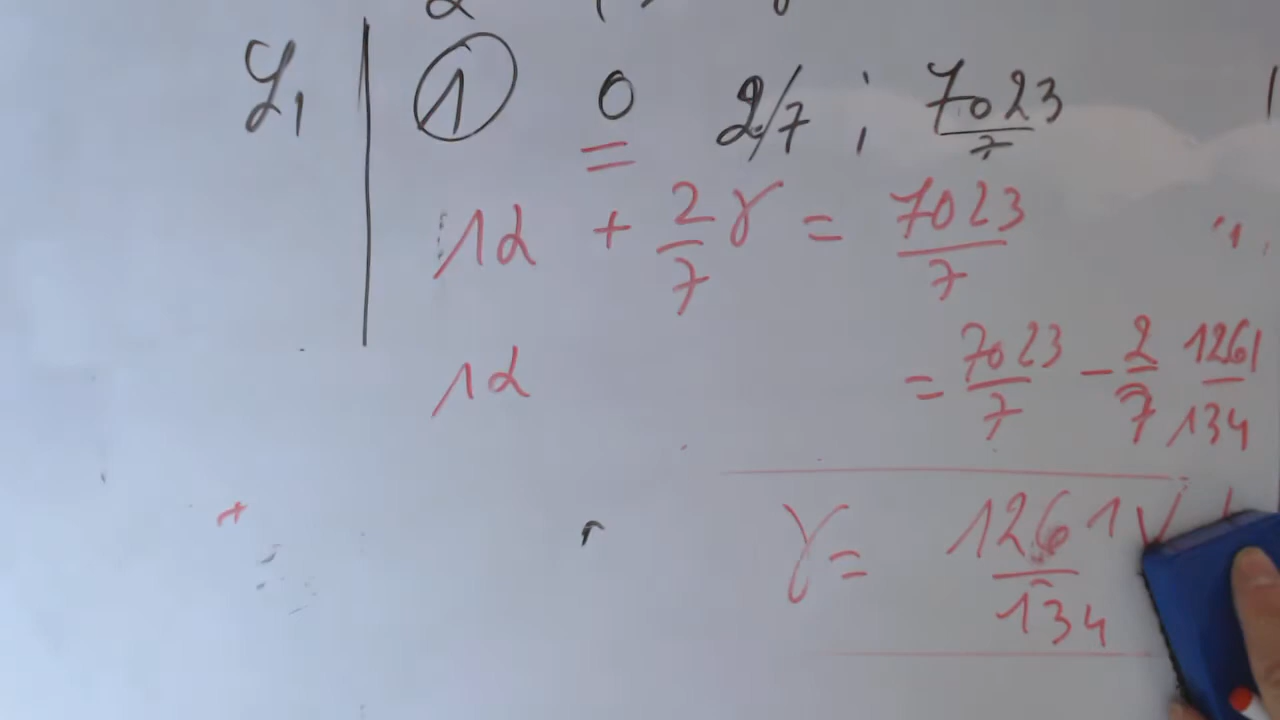 L₁ | 1 0 2/7 ; 7023/7
1α + 2/7 γ = 7023/7
1α = 7023/7 - 2/7 1261/134
γ = 1261/134